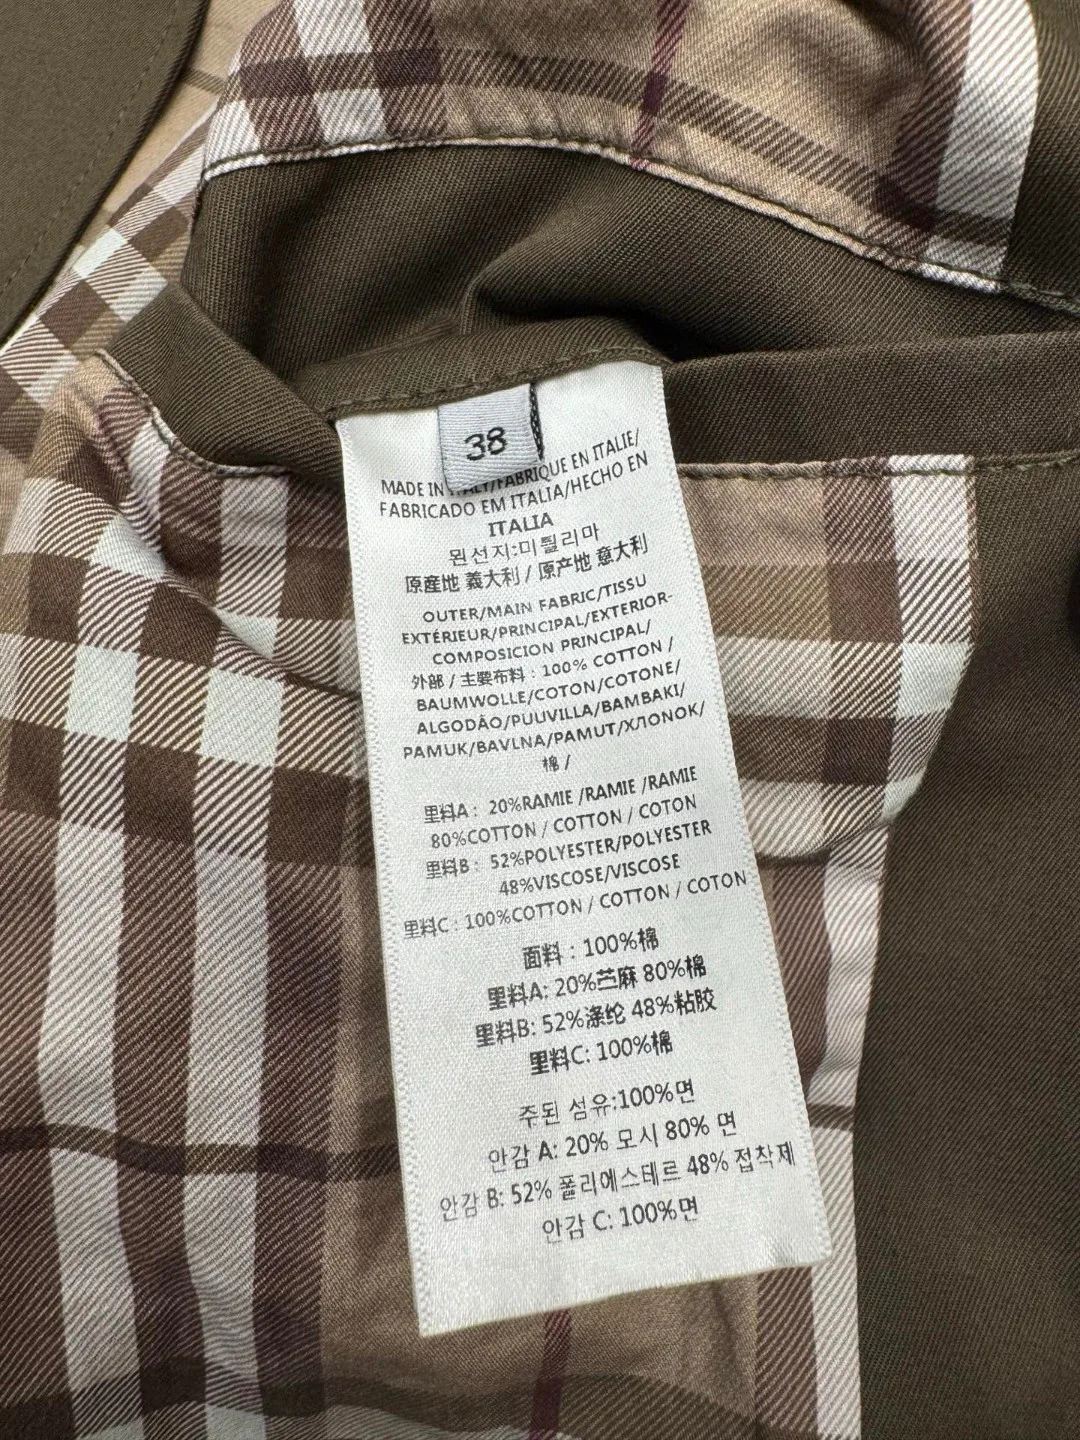 38
MADE IN ITALY/FABRIQUE EN ITALIE/
FABRICADO EM ITALIA/HECHO EN
ITALIA
원선지:미뤌리마
原產地 義大利 / 原产地 意大利
OUTER/MAIN FABRIC/TISSU
EXTÉRIEUR/PRINCIPAL/EXTERIOR-
COMPOSICION PRINCIPAL/
外部 / 主要布料 : 100% COTTON /
BAUMWOLLE/COTON/COTONE/
ALGODÃO/PUUVILLA/BAMBAKI/
PAMUK/BAVLNA/PAMUT/ХЛОНОК/
棉 /
里料A : 20%RAMIE /RAMIE /RAMIE
80%COTTON / COTTON / COTON
里料B : 52%POLYESTER/POLYESTER
48%VISCOSE/VISCOSE
里料C : 100%COTTON / COTTON / COTON
面料 : 100%棉
里料A: 20%苎麻 80%棉
里料B: 52%涤纶 48%粘胶
里料C: 100%棉
주된 섬유:100%면
안감 A: 20% 모시 80% 면
안감 B: 52% 폴리에스테르 48% 접착제
안감 C: 100%면